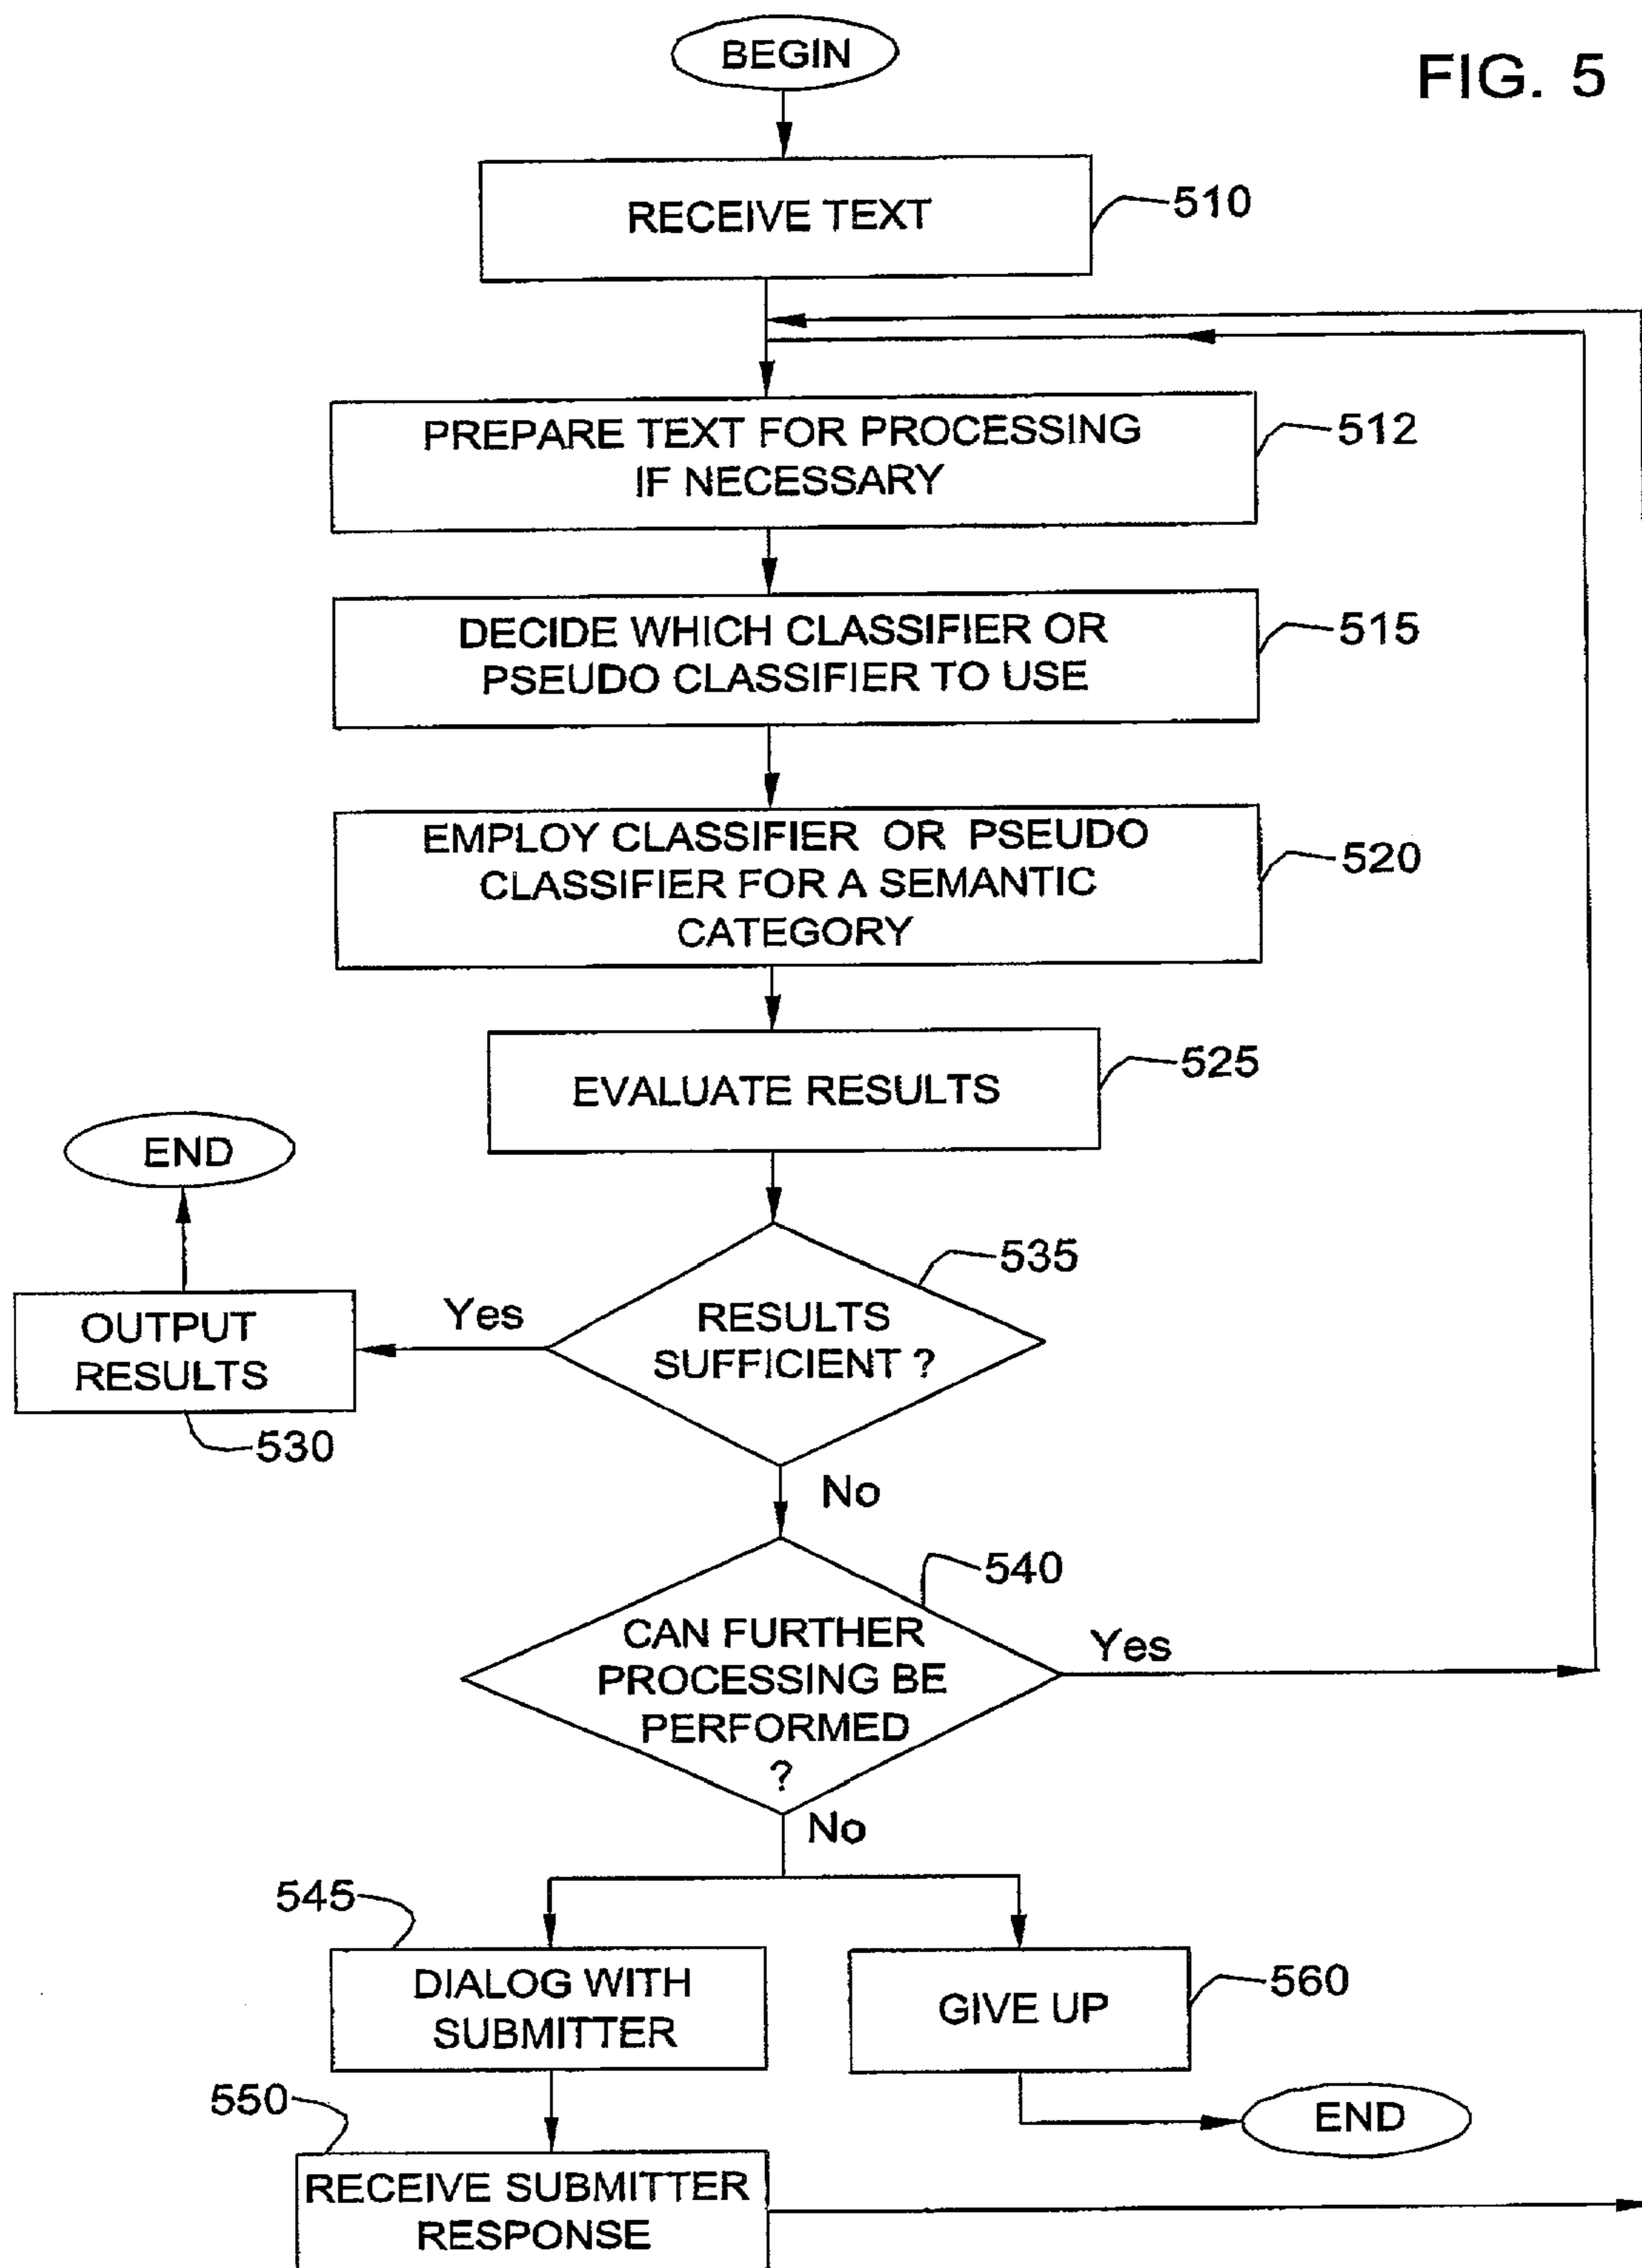 BEGIN
FIG. 5
RECEIVE TEXT
510
PREPARE TEXT FOR PROCESSING
IF NECESSARY
512
DECIDE WHICH CLASSIFIER OR
PSEUDO CLASSIFIER TO USE
515
EMPLOY CLASSIFIER OR PSEUDO
CLASSIFIER FOR A SEMANTIC
CATEGORY
520
EVALUATE RESULTS
525
END
OUTPUT
RESULTS
530
Yes
RESULTS
SUFFICIENT ?
535
No
CAN FURTHER
PROCESSING BE
PERFORMED
?
540
Yes
No
545
DIALOG WITH
SUBMITTER
GIVE UP
560
END
550
RECEIVE SUBMITTER
RESPONSE